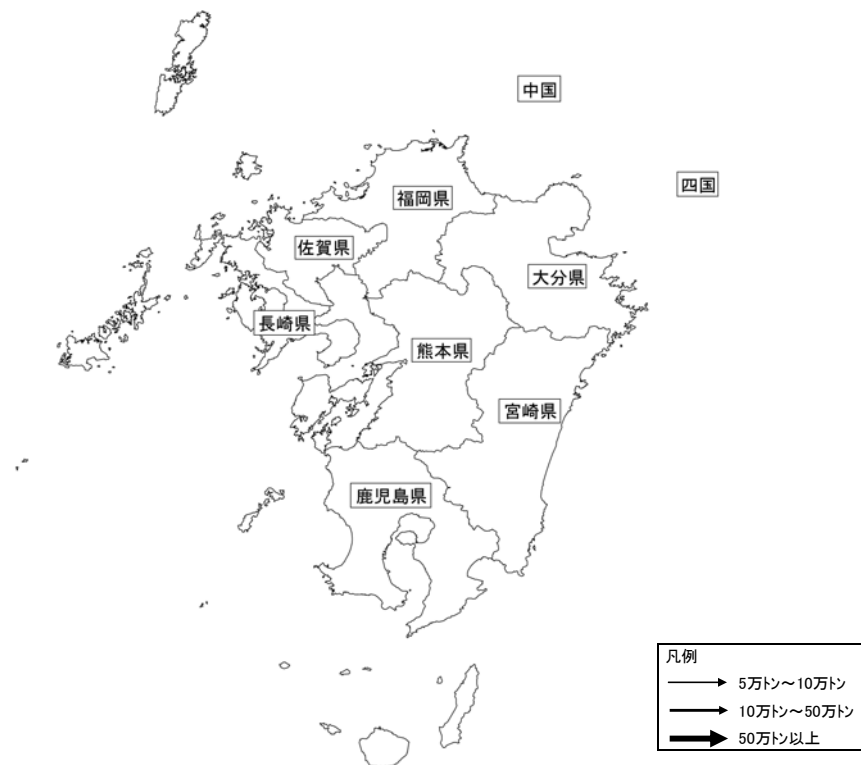 中国
四国
福岡県
佐賀県
大分県
長崎県
熊本県
宮崎県
鹿児島県
凡例
5万トン～10万トン
10万トン～50万トン
50万トン以上